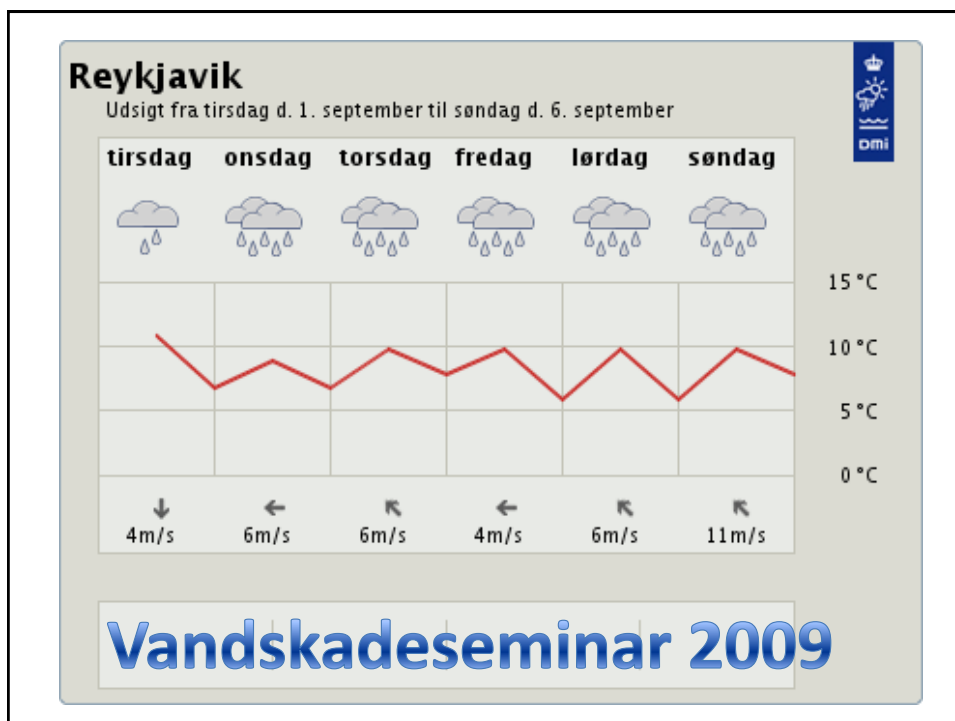 Reykjavik
Udsigt fra tirsdag d. 1. september til søndag d. 6. september
DMI
tirsdag onsdag torsdag fredag lørdag søndag
15 °C
10 °C
5 °C
0 °C
4m/s 6m/s 6m/s 4m/s 6m/s 11m/s
Vandskadeseminar 2009